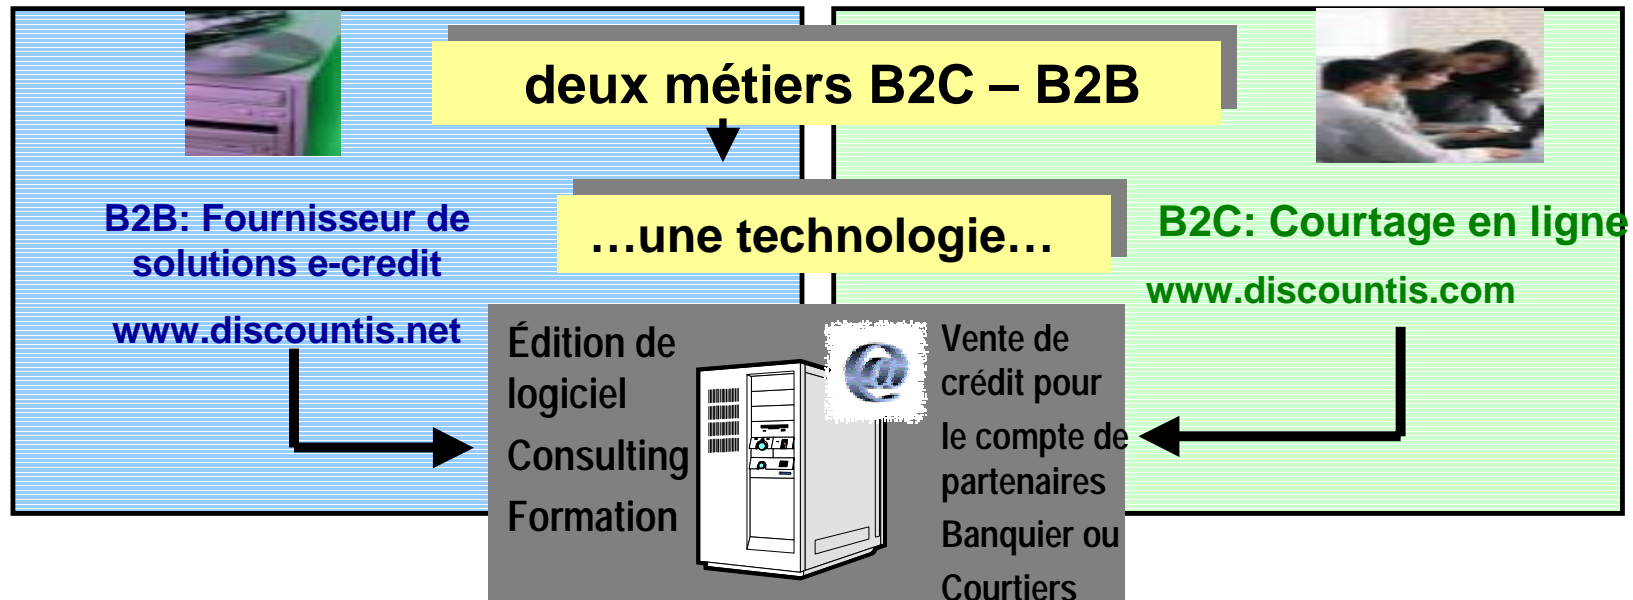 deux métiers B2C – B2B
…une technologie…
B2B: Fournisseur de
solutions e-credit
www.discountis.net
B2C: Courtage en ligne
www.discountis.com
Édition de
logiciel
Consulting
Formation
Vente de
crédit pour
le compte de
partenaires
Banquier ou
Courtiers